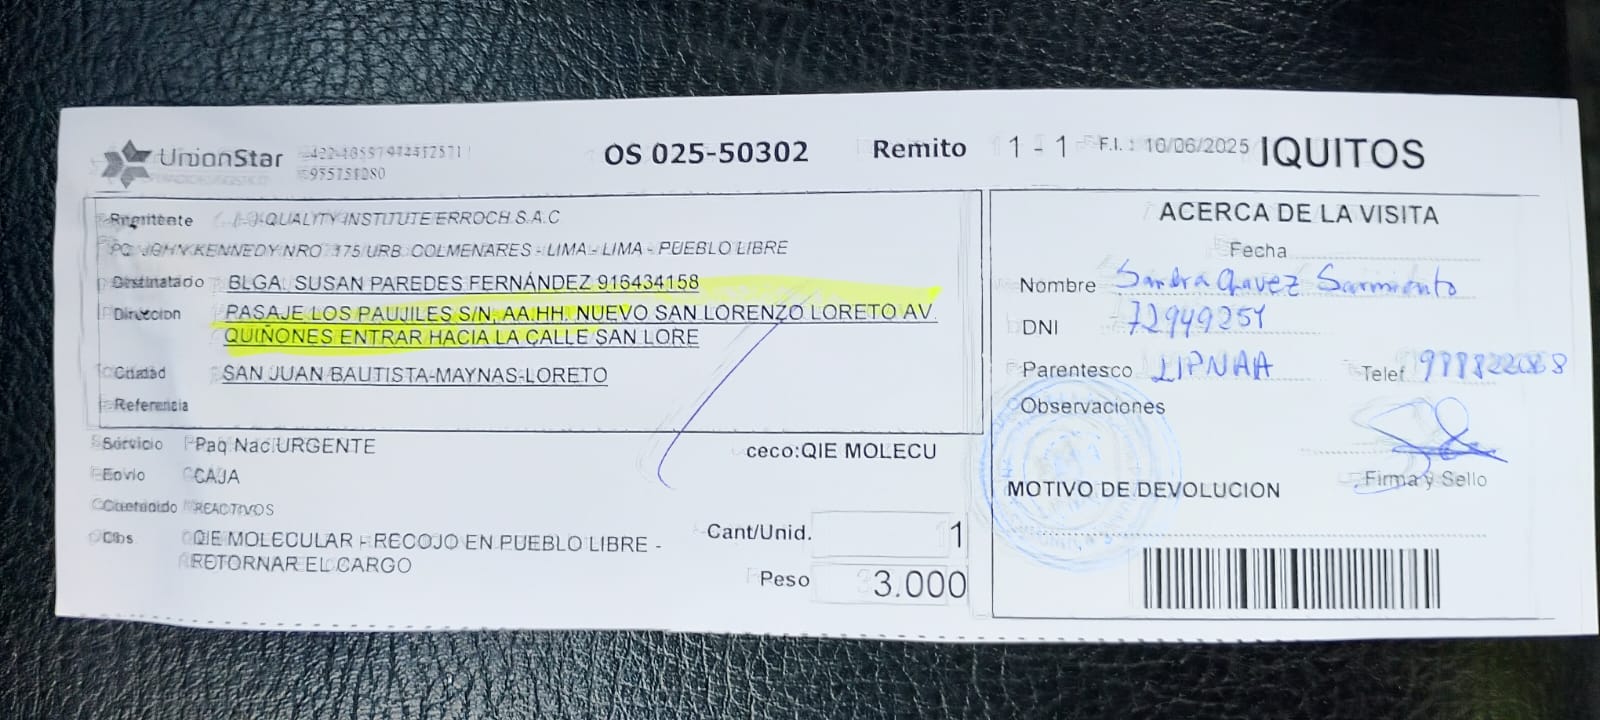 UnionStar
955751080
OS 025-50302
Remito 1 - 1
F.I. : 10/06/2025
IQUITOS
Remitente QUALITY INSTITUTE ERROCH S.A.C
JOHN KENNEDY NRO 175 URB. COLMENARES - LIMA - LIMA - PUEBLO LIBRE
Destinatario BLGA. SUSAN PAREDES FERNÁNDEZ 916434158
Dirección PASAJE LOS PAUJILES S/N, AA.HH. NUEVO SAN LORENZO LORETO AV.
QUIÑONES ENTRAR HACIA LA CALLE SAN LORE
Ciudad SAN JUAN BAUTISTA-MAYNAS-LORETO
Referencia
Servicio Paq Nac URGENTE
ceco:QIE MOLECU
Envio CAJA
Contenido REACTIVOS
Obs QIE MOLECULAR - RECOJO EN PUEBLO LIBRE -
RETORNAR EL CARGO
Cant/Unid. 1
Peso 3.000
ACERCA DE LA VISITA
Fecha
Nombre Sandra Chavez Sarmiento
DNI 72949251
Parentesco LIPNAA Telef.
Observaciones
Firma y Sello
MOTIVO DE DEVOLUCION